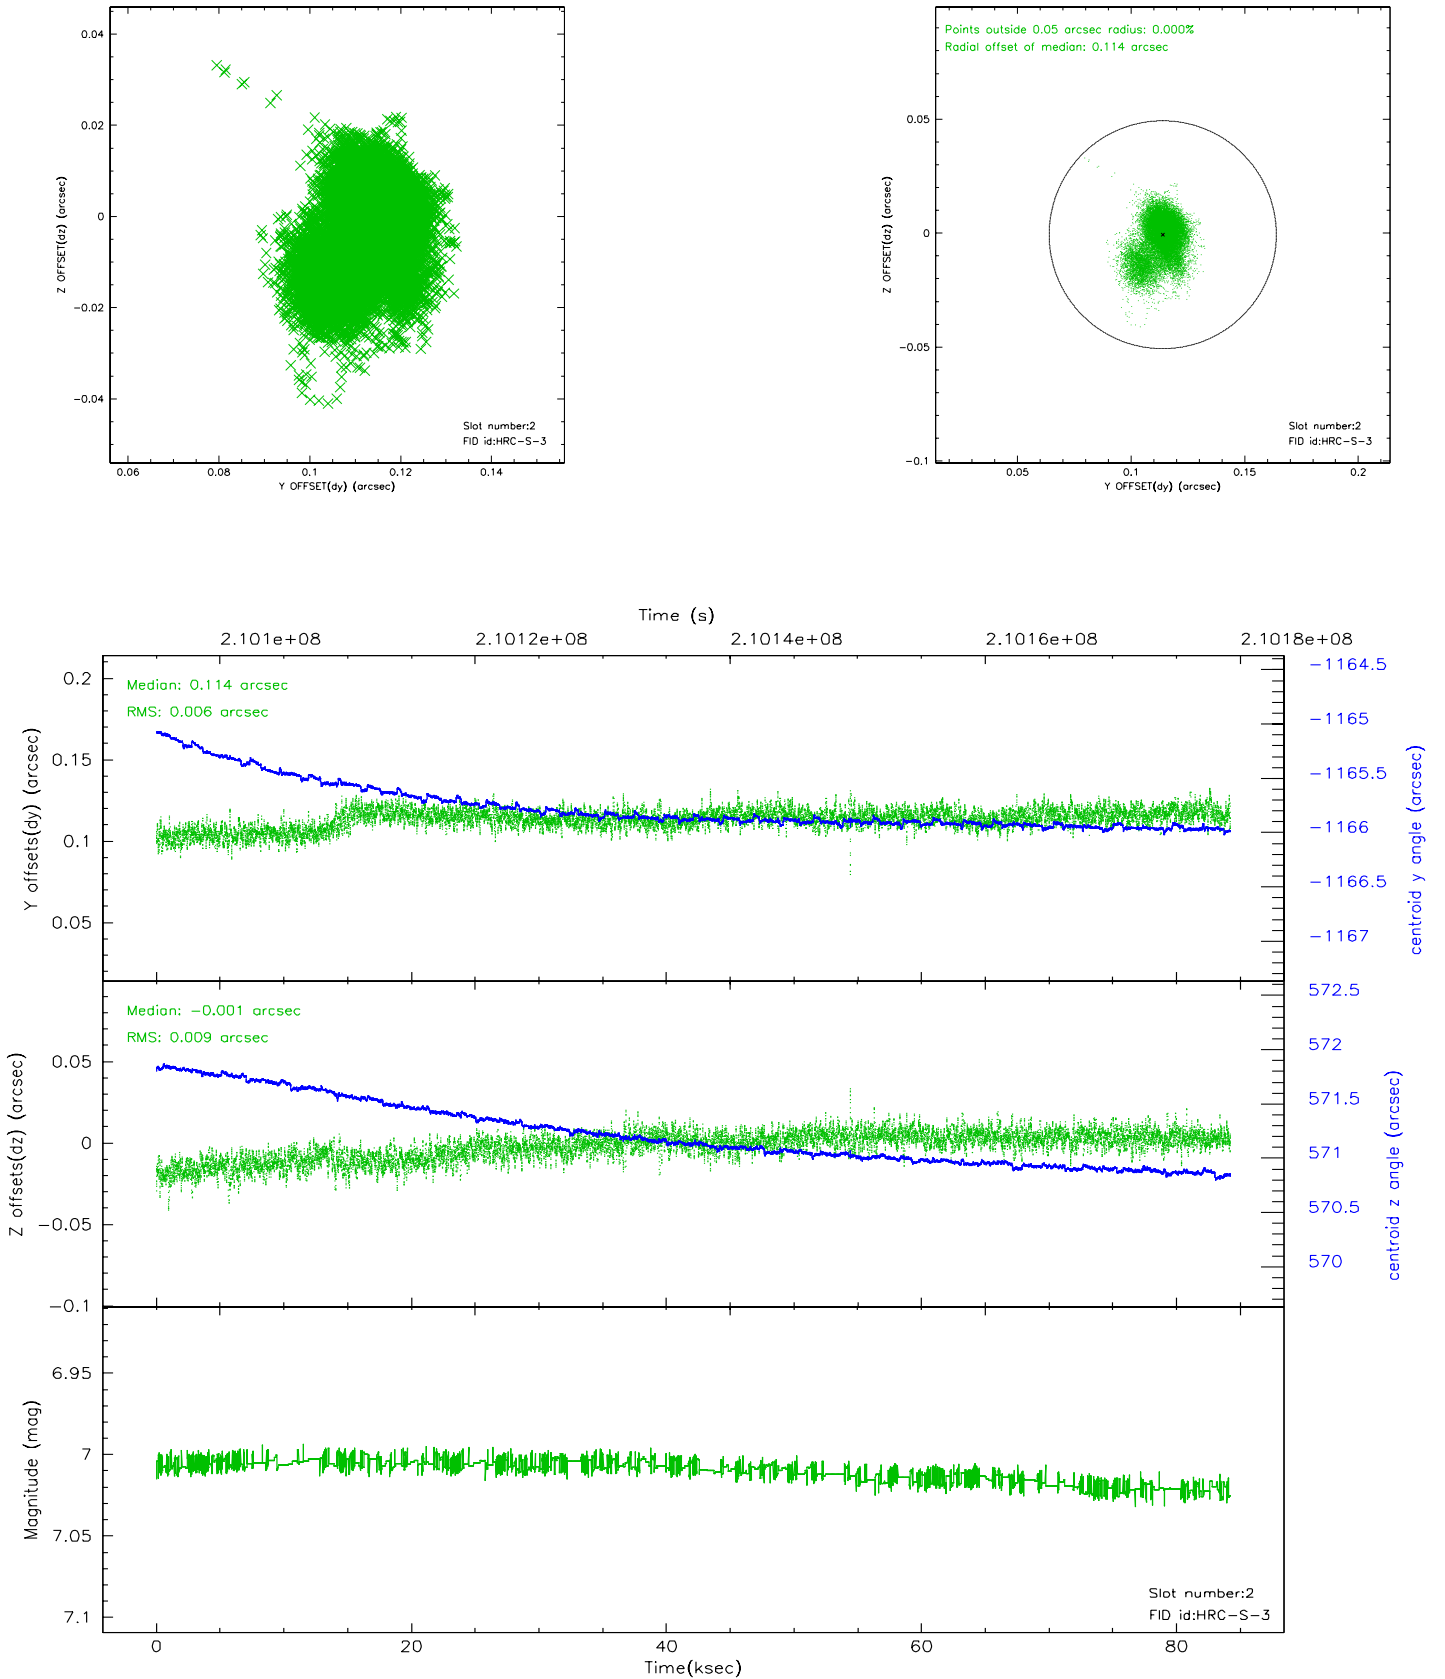 0.04
0.02
0
−0.02
−0.04
Z OFFSET(dz) (arcsec)
Slot number:2
FID id:HRC−S−3
0.06 0.08 0.1 0.12 0.14
Y OFFSET(dy) (arcsec)
Points outside 0.05 arcsec radius: 0.000%
Radial offset of median: 0.114 arcsec
0.05
0
−0.05
−0.1
Z OFFSET(dz) (arcsec)
Slot number:2
FID id:HRC−S−3
0.05 0.1 0.15 0.2
Y OFFSET(dy) (arcsec)
Time (s)
2.101e+08 2.1012e+08 2.1014e+08 2.1016e+08 2.1018e+08
0.2
0.15
0.1
0.05
Y offsets(dy) (arcsec)
Median: 0.114 arcsec
RMS: 0.006 arcsec
−1164.5
−1165
−1165.5
−1166
−1166.5
−1167
centroid y angle (arcsec)
0.05
0
−0.05
−0.1
Z offsets(dz) (arcsec)
Median: −0.001 arcsec
RMS: 0.009 arcsec
572.5
572
571.5
571
570.5
570
centroid z angle (arcsec)
6.95
7
7.05
7.1
Magnitude (mag)
Slot number:2
FID id:HRC−S−3
0 20 40 60 80
Time(ksec)